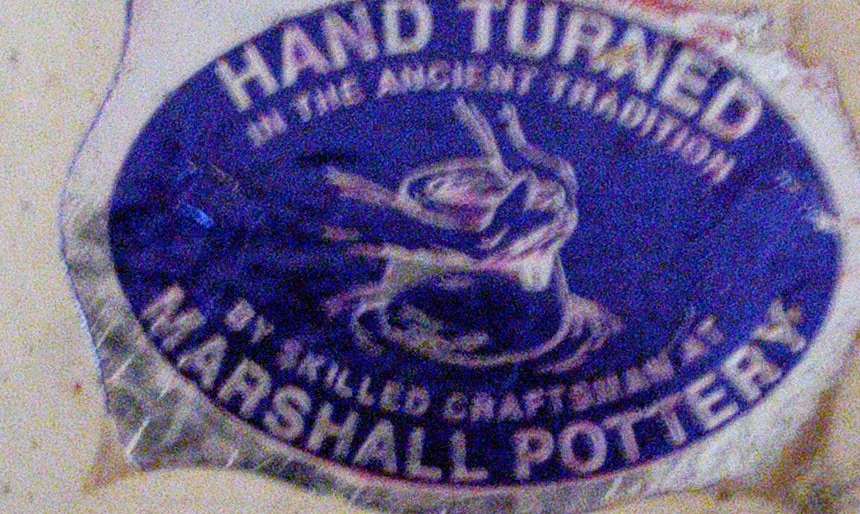 HAND TURNED
IN THE ANCIENT TRADITION
BY SKILLED CRAFTSMAN AT
MARSHALL POTTERY